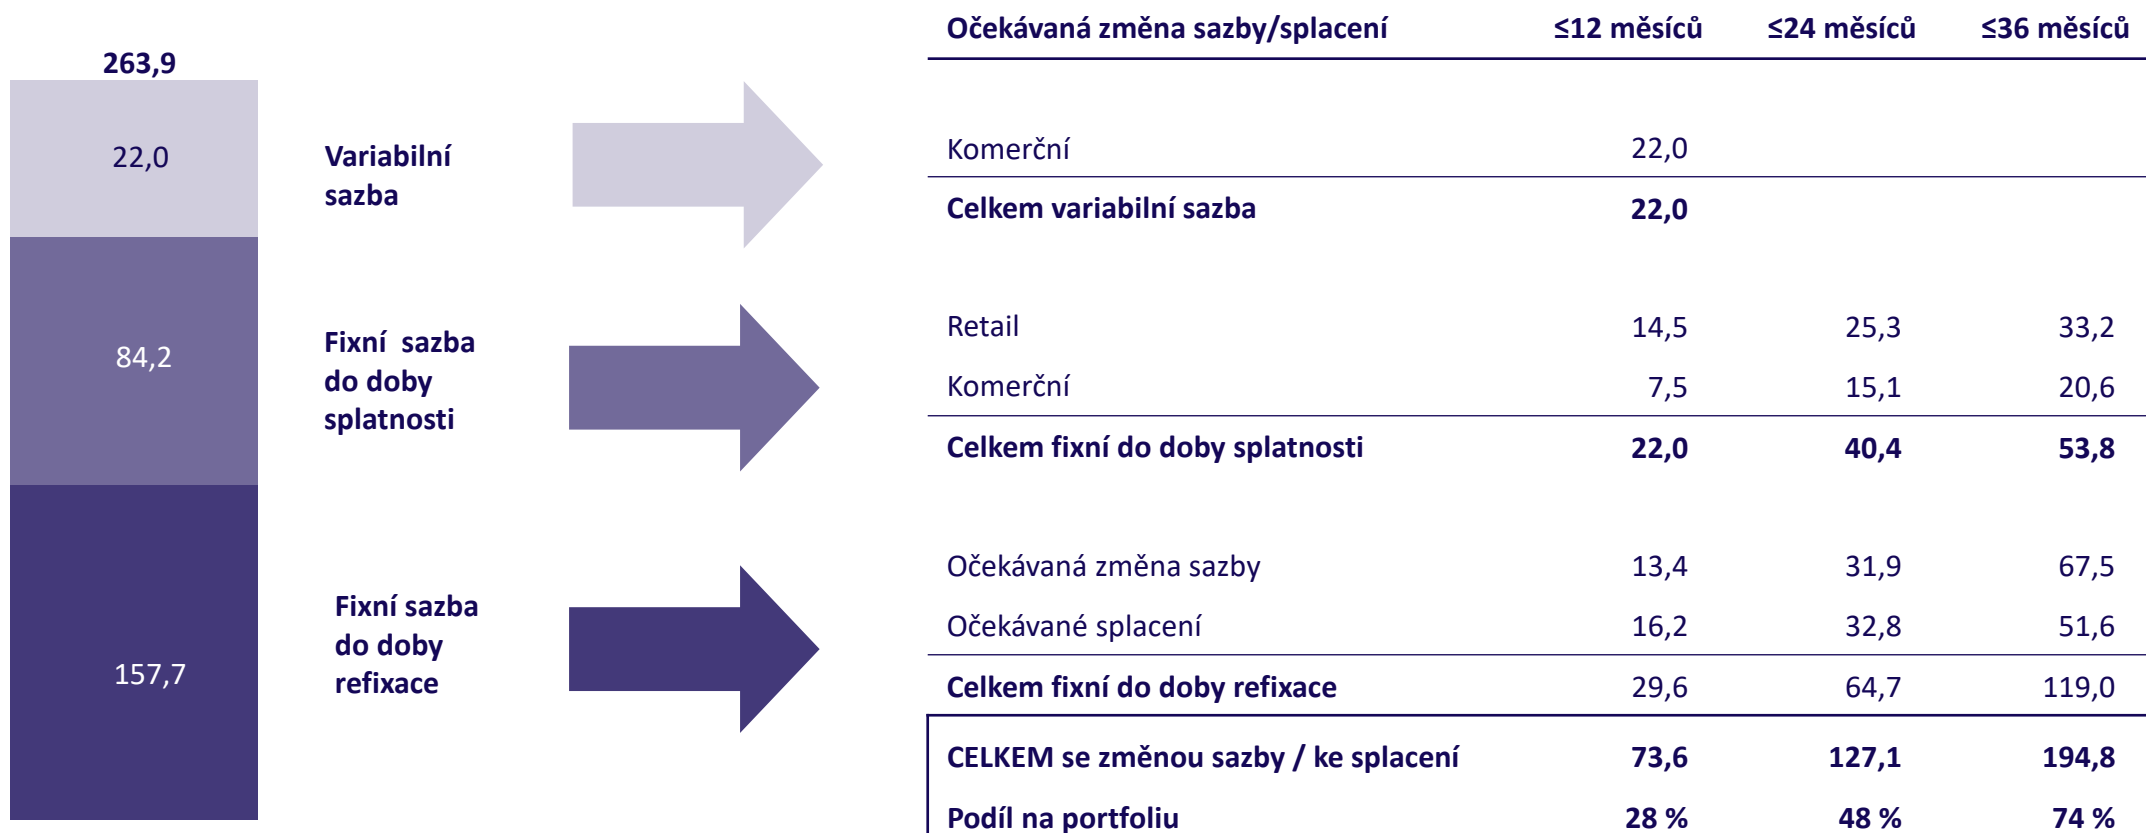 263,9
22,0
84,2
157,7
Variabilní
sazba
Fixní sazba
do doby
splatnosti
Fixní sazba
do doby
refixace
Očekávaná změna sazby/splacení ≤12 měsíců ≤24 měsíců ≤36 měsíců
Komerční 22,0
Celkem variabilní sazba 22,0
Retail 14,5 25,3 33,2
Komerční 7,5 15,1 20,6
Celkem fixní do doby splatnosti 22,0 40,4 53,8
Očekávaná změna sazby 13,4 31,9 67,5
Očekávané splacení 16,2 32,8 51,6
Celkem fixní do doby refixace 29,6 64,7 119,0
CELKEM se změnou sazby / ke splacení 73,6 127,1 194,8
Podíl na portfoliu 28 % 48 % 74 %